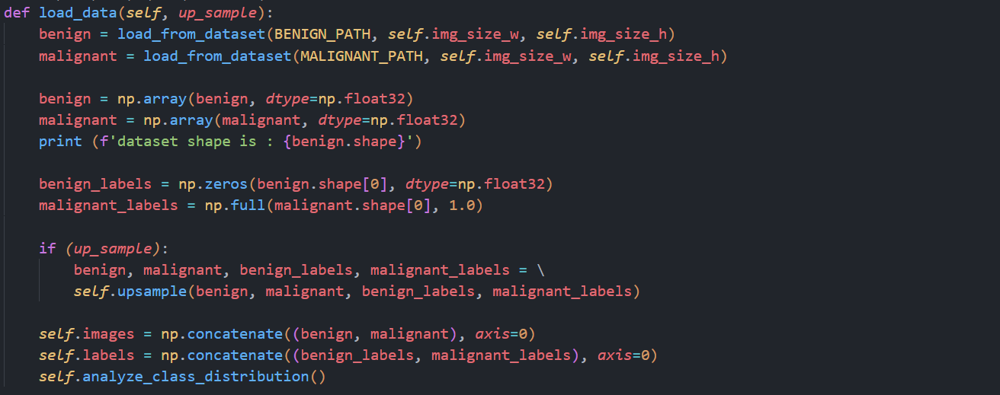 def load_data(self, up_sample):
    benign = load_from_dataset(BENIGN_PATH, self.img_size_w, self.img_size_h)
    malignant = load_from_dataset(MALIGNANT_PATH, self.img_size_w, self.img_size_h)

    benign = np.array(benign, dtype=np.float32)
    malignant = np.array(malignant, dtype=np.float32)
    print (f'dataset shape is : {benign.shape}')

    benign_labels = np.zeros(benign.shape[0], dtype=np.float32)
    malignant_labels = np.full(malignant.shape[0], 1.0)

    if (up_sample):
        benign, malignant, benign_labels, malignant_labels = \
        self.upsample(benign, malignant, benign_labels, malignant_labels)

    self.images = np.concatenate((benign, malignant), axis=0)
    self.labels = np.concatenate((benign_labels, malignant_labels), axis=0)
    self.analyze_class_distribution()